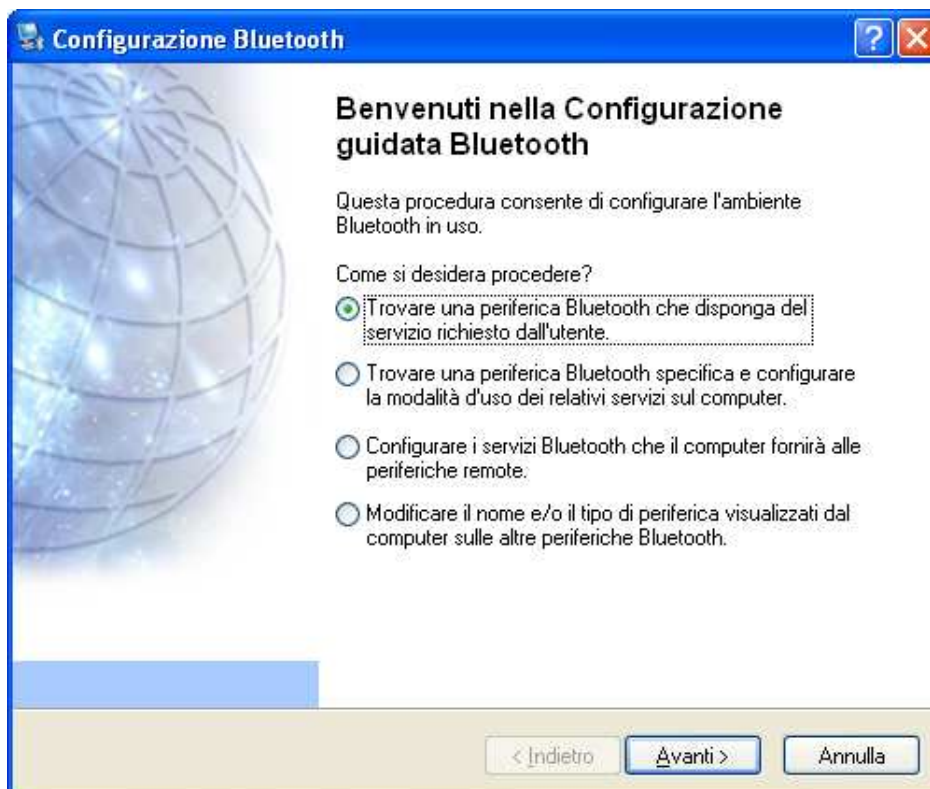 Configurazione Bluetooth
Benvenuti nella Configurazione
guidata Bluetooth
Questa procedura consente di configurare l'ambiente
Bluetooth in uso.
Come si desidera procedere?
Trovare una periferica Bluetooth che disponga del
servizio richiesto dall'utente.
Trovare una periferica Bluetooth specifica e configurare
la modalità d'uso dei relativi servizi sul computer.
Configurare i servizi Bluetooth che il computer fornirà alle
periferiche remote.
Modificare il nome e/o il tipo di periferica visualizzati dal
computer sulle altre periferiche Bluetooth.
< Indietro Avanti > Annulla